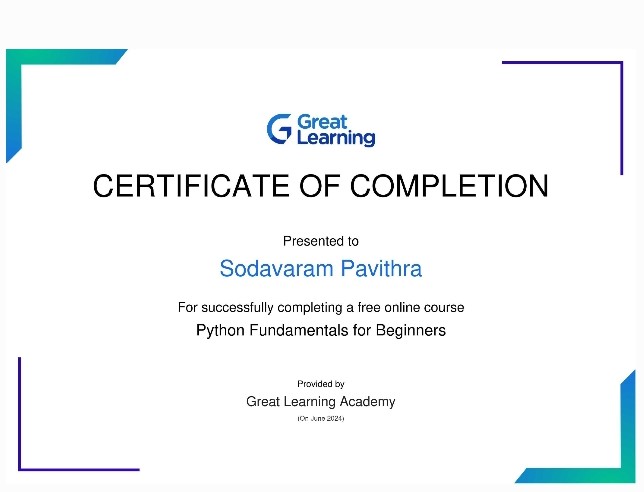 Great
Learning
CERTIFICATE OF COMPLETION
Presented to
Sodavaram Pavithra
For successfully completing a free online course
Python Fundamentals for Beginners
Provided by
Great Learning Academy
(On June 2024)